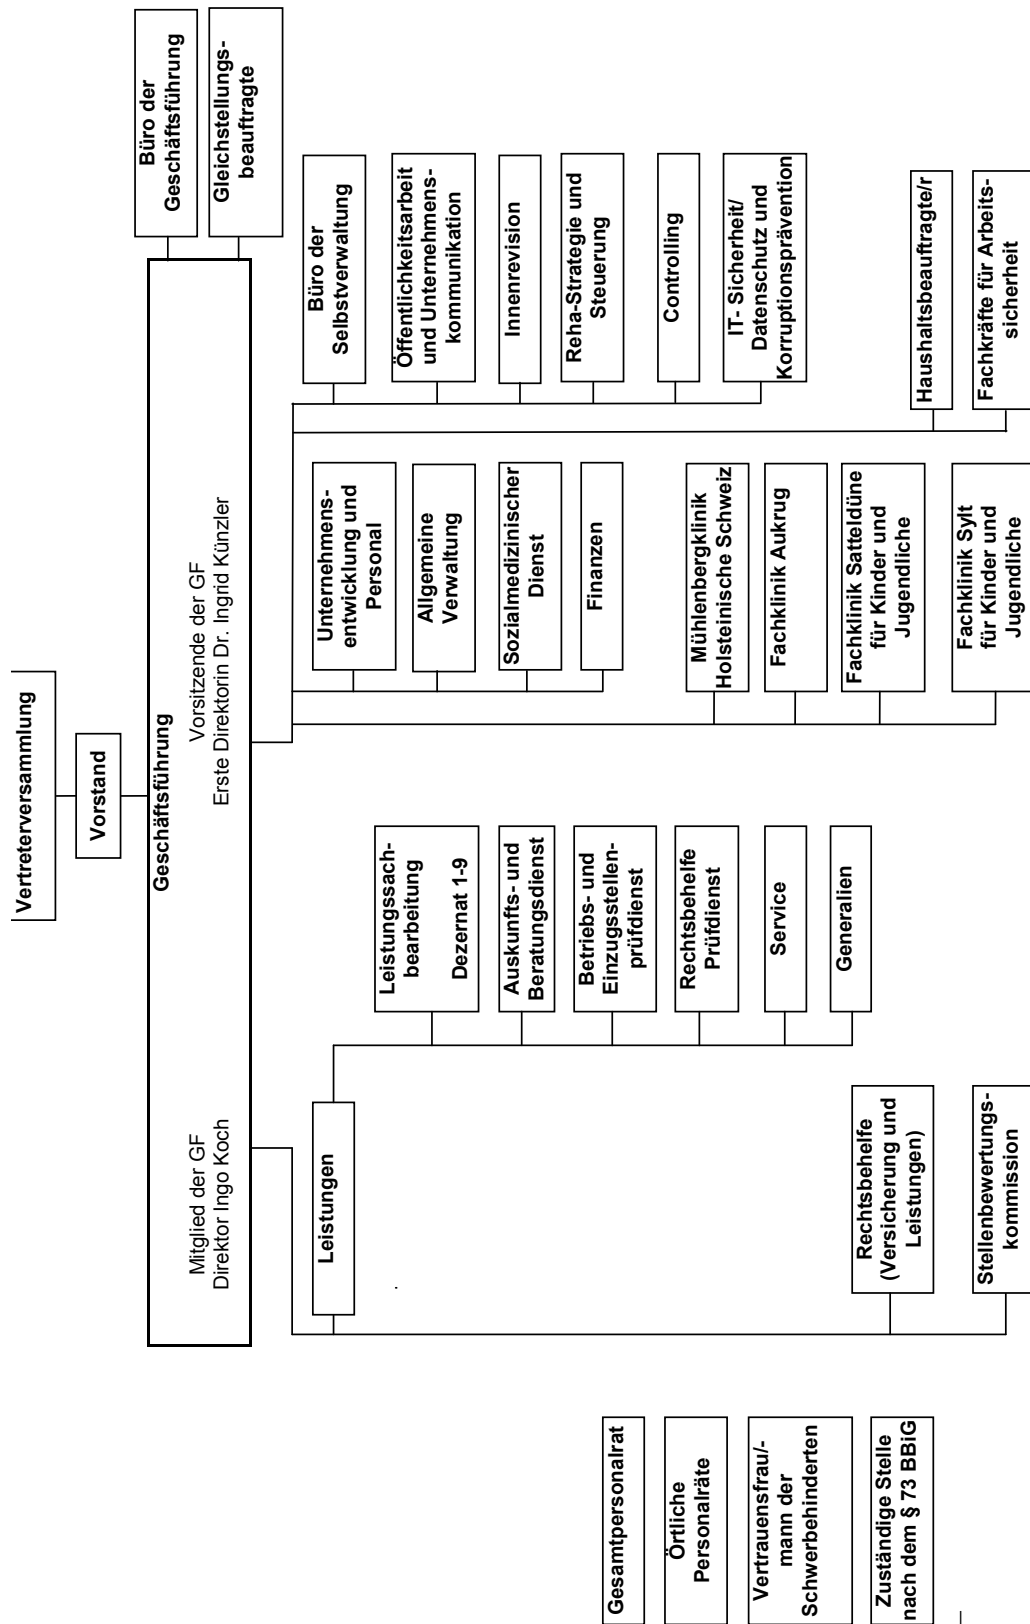 Vertreterversammlung
Vorstand
Geschäftsführung
Mitglied der GF
Direktor Ingo Koch
Vorsitzende der GF
Erste Direktorin Dr. Ingrid Künzler
Büro der
Geschäftsführung
Gleichstellungs-
beauftragte
Leistungen
Leistungssach-
bearbeitung
Dezernat 1-9
Auskunfts- und
Beratungsdienst
Betriebs- und
Einzugsstellen-
prüfdienst
Rechtsbehelfe
Prüfdienst
Service
Generalien
Rechtsbehelfe
(Versicherung und
Leistungen)
Stellenbewertungs-
kommission
Unternehmens-
entwicklung und
Personal
Allgemeine
Verwaltung
Sozialmedizinischer
Dienst
Finanzen
Mühlenbergklinik
Holsteinische Schweiz
Fachklinik Aukrug
Fachklinik Satteldüne
für Kinder und
Jugendliche
Fachklinik Sylt
für Kinder und
Jugendliche
Büro der
Selbstverwaltung
Öffentlichkeitsarbeit
und Unternehmens-
kommunikation
Innenrevision
Reha-Strategie und
Steuerung
Controlling
IT- Sicherheit/
Datenschutz und
Korruptionsprävention
Haushaltsbeauftragte/r
Fachkräfte für Arbeits-
sicherheit
Gesamtpersonalrat
Örtliche
Personalräte
Vertrauensfrau/-
mann der
Schwerbehinderten
Zuständige Stelle
nach dem § 73 BBiG